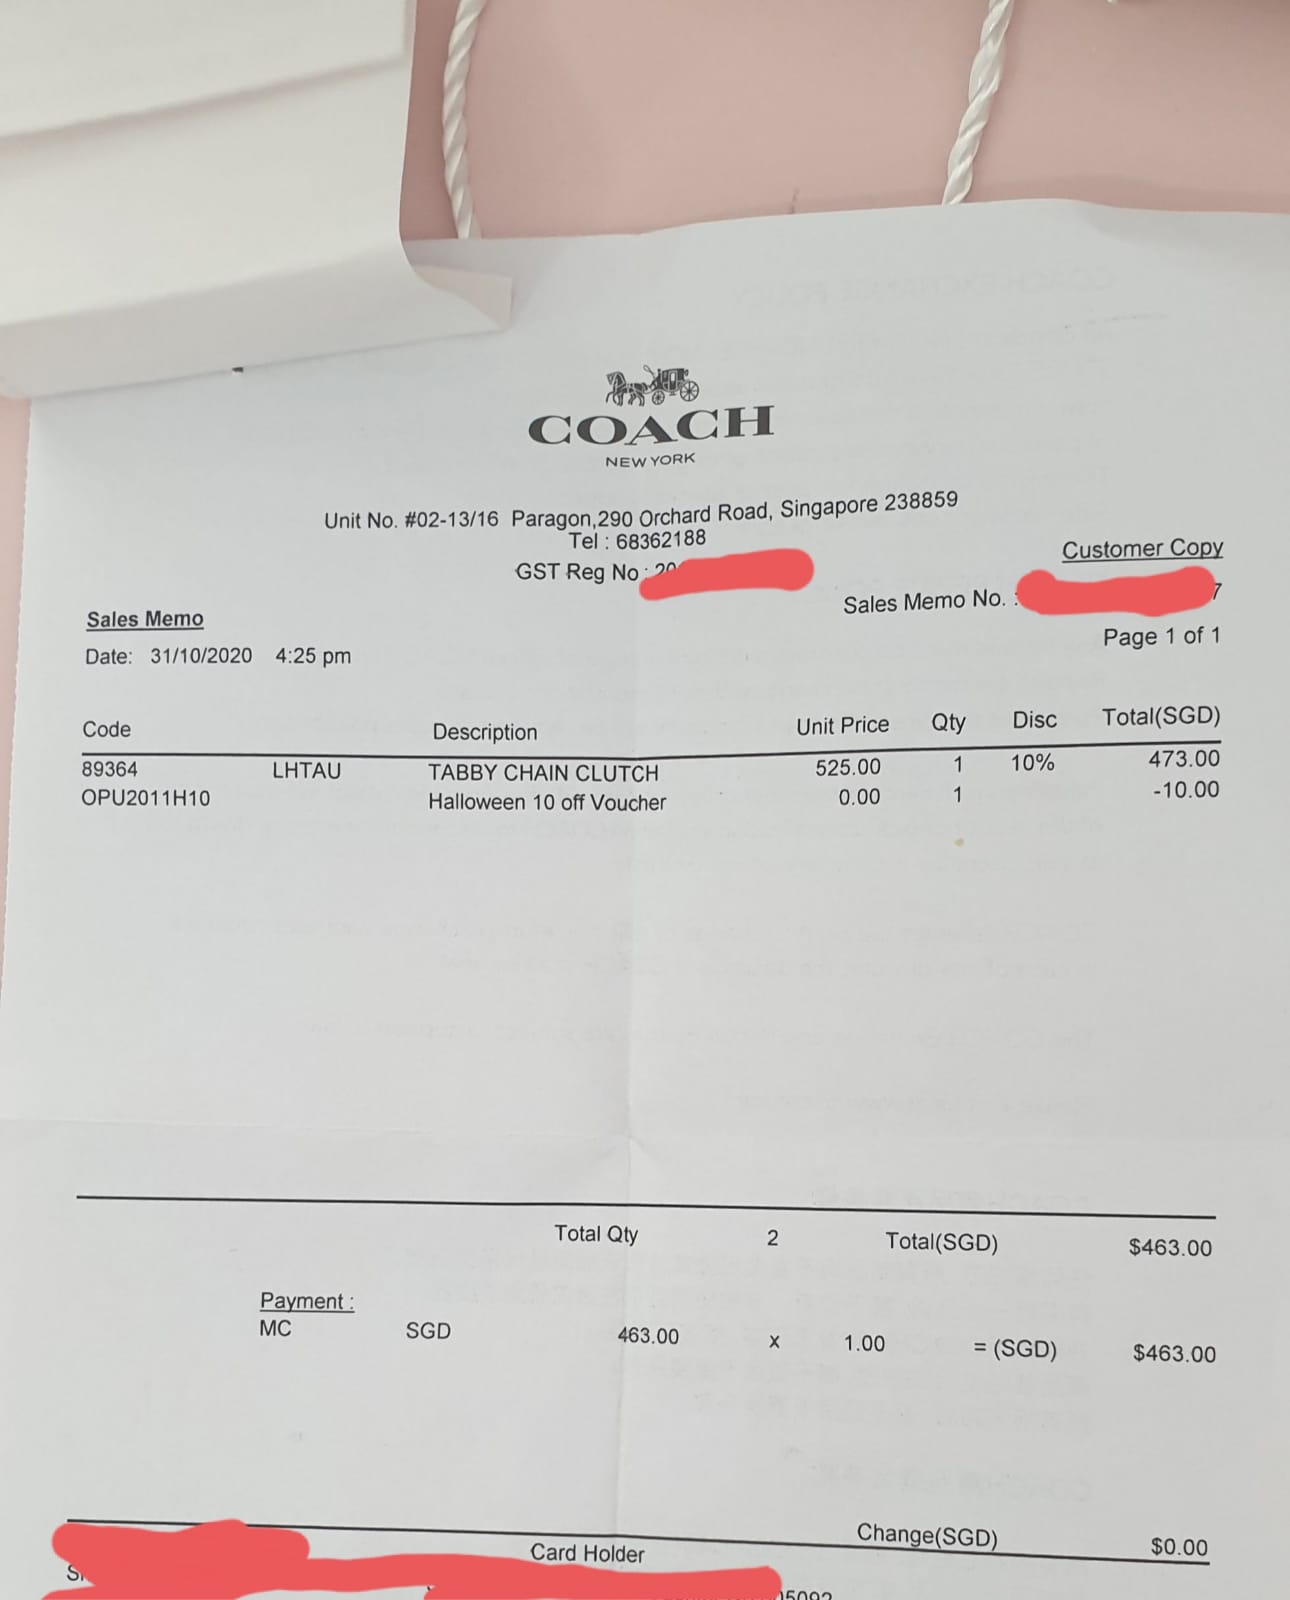 COACH
NEW YORK
Unit No. #02-13/16 Paragon,290 Orchard Road, Singapore 238859
Tel : 68362188
GST Reg No : 20
Customer Copy
Sales Memo No. : 7
Page 1 of 1
Sales Memo
Date: 31/10/2020 4:25 pm
Code Description Unit Price Qty Disc Total(SGD)
89364 LHTAU TABBY CHAIN CLUTCH 525.00 1 10% 473.00
OPU2011H10 Halloween 10 off Voucher 0.00 1 -10.00
Total Qty 2 Total(SGD) $463.00
Payment :
MC SGD 463.00 x 1.00 = (SGD) $463.00
Change(SGD) $0.00
Card Holder